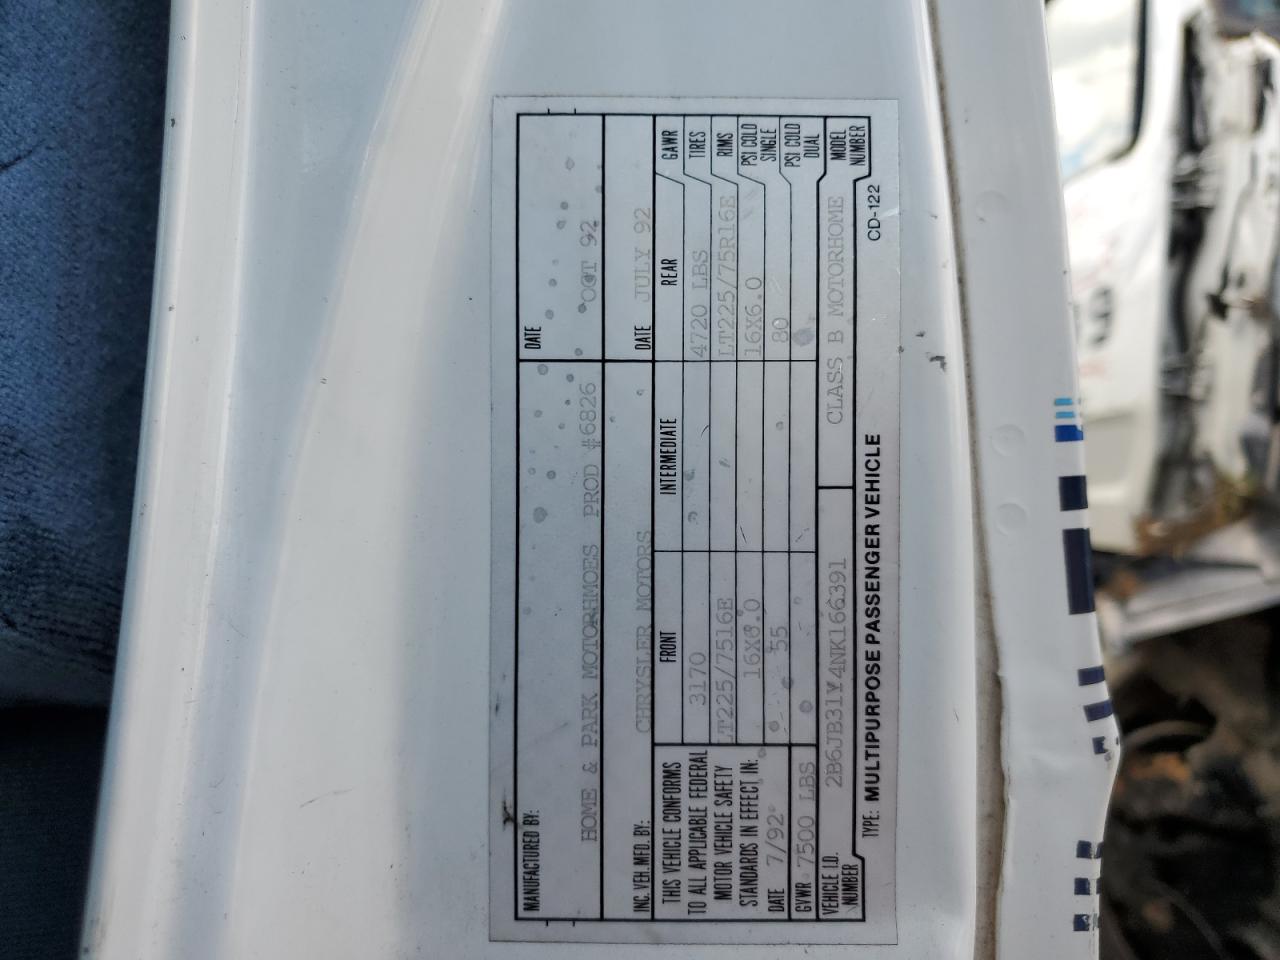 MANUFACTURED BY: DATE
HOME & PARK MOTORHMOES PROD #6826 OCT 92
INC. VEH. MFD. BY: CHRYSLER MOTORS DATE JULY 92
THIS VEHICLE CONFORMS
TO ALL APPLICABLE FEDERAL
MOTOR VEHICLE SAFETY
STANDARDS IN EFFECT IN:
DATE 7/92
GVWR 7500 LBS
FRONT INTERMEDIATE REAR GAWR
3170 4720 LBS TIRES
LT225/7516E LT225/75R16E RIMS
16X6.0 16X6.0 PSI COLD SINGLE
55 80 PSI COLD DUAL
VEHICLE I.D. NUMBER 2B6JB31Y4NK166391 CLASS B MOTORHOME MODEL NUMBER
TYPE: MULTIPURPOSE PASSENGER VEHICLE CD-122